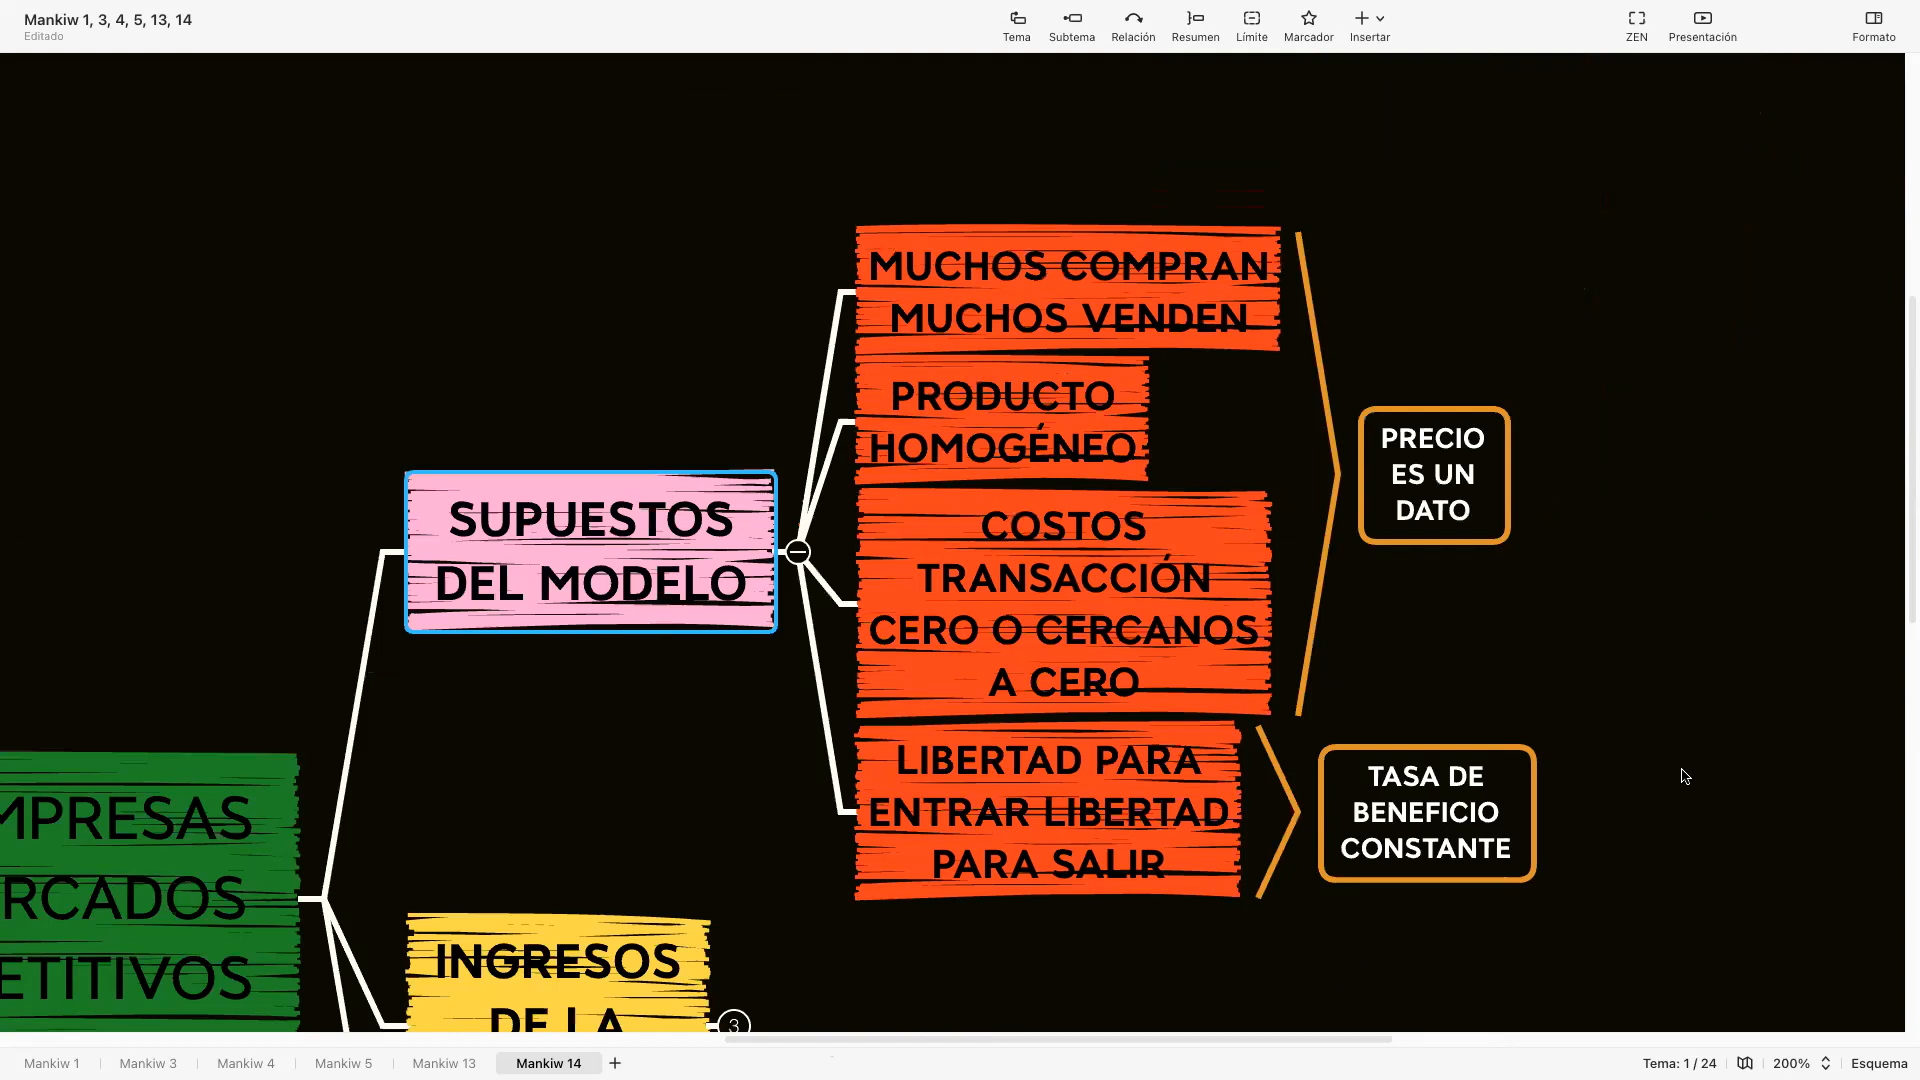 Mankiw 1, 3, 4, 5, 13, 14
Editado
Tema
Subtema
Relación
Resumen
Límite
Marcador
Insertar
ZEN
Presentación
Formato
MUCHOS COMPRAN
MUCHOS VENDEN
PRODUCTO
HOMOGÉNEO
PRECIO
ES UN
DATO
SUPUESTOS
DEL MODELO
COSTOS
TRANSACCIÓN
CERO O CERCANOS
A CERO
LIBERTAD PARA
ENTRAR LIBERTAD
PARA SALIR
TASA DE
BENEFICIO
CONSTANTE
MPRESAS
RCADOS
ETITIVOS
INGRESOS
DE LA
3
Mankiw 1
Mankiw 3
Mankiw 4
Mankiw 5
Mankiw 13
Mankiw 14
Tema: 1 / 24
200%
Esquema